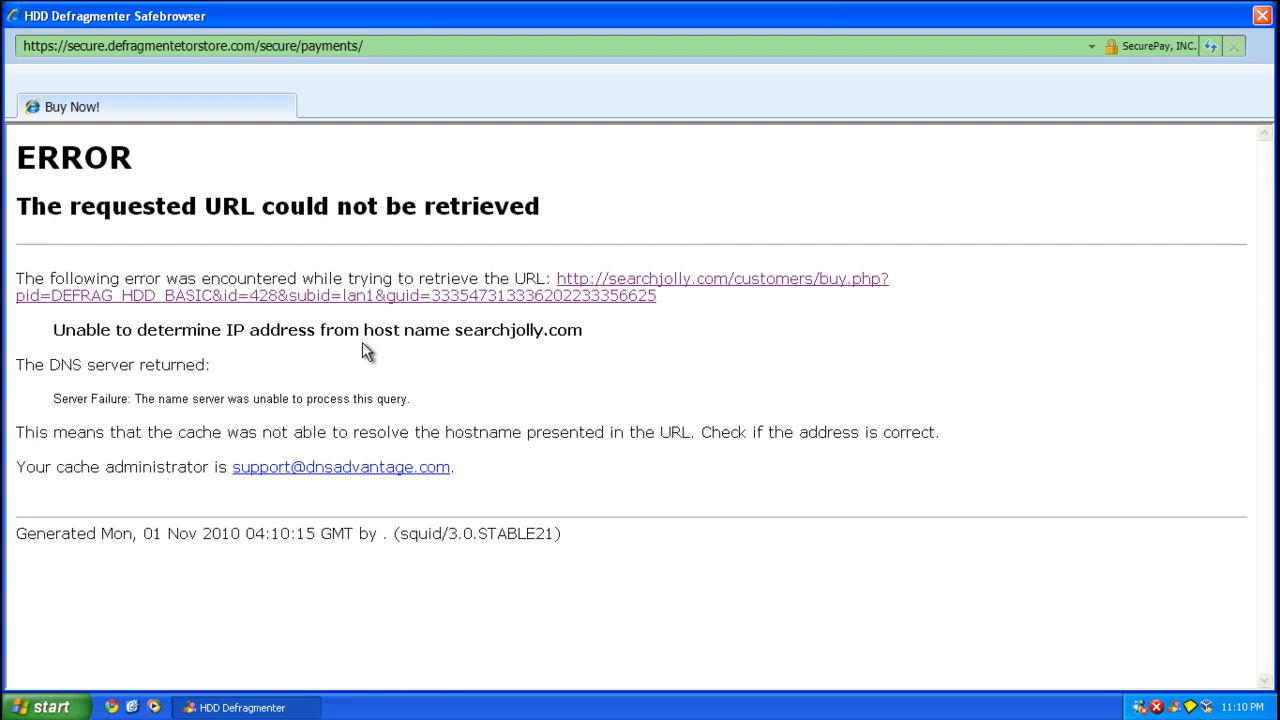 HDD Defragmenter Safebrowser
https://secure.defragmentetorstore.com/secure/payments/
SecurePay, INC.
Buy Now!
ERROR
The requested URL could not be retrieved
The following error was encountered while trying to retrieve the URL: http://searchjolly.com/customers/buy.php?
pid=DEFRAG_HDD_BASIC&id=428&subid=lan1&guid=333547313336202233356625
Unable to determine IP address from host name searchjolly.com
The DNS server returned:
Server Failure: The name server was unable to process this query.
This means that the cache was not able to resolve the hostname presented in the URL. Check if the address is correct.
Your cache administrator is support@dnsadvantage.com.
Generated Mon, 01 Nov 2010 04:10:15 GMT by . (squid/3.0.STABLE21)
start
HDD Defragmenter
11:10 PM